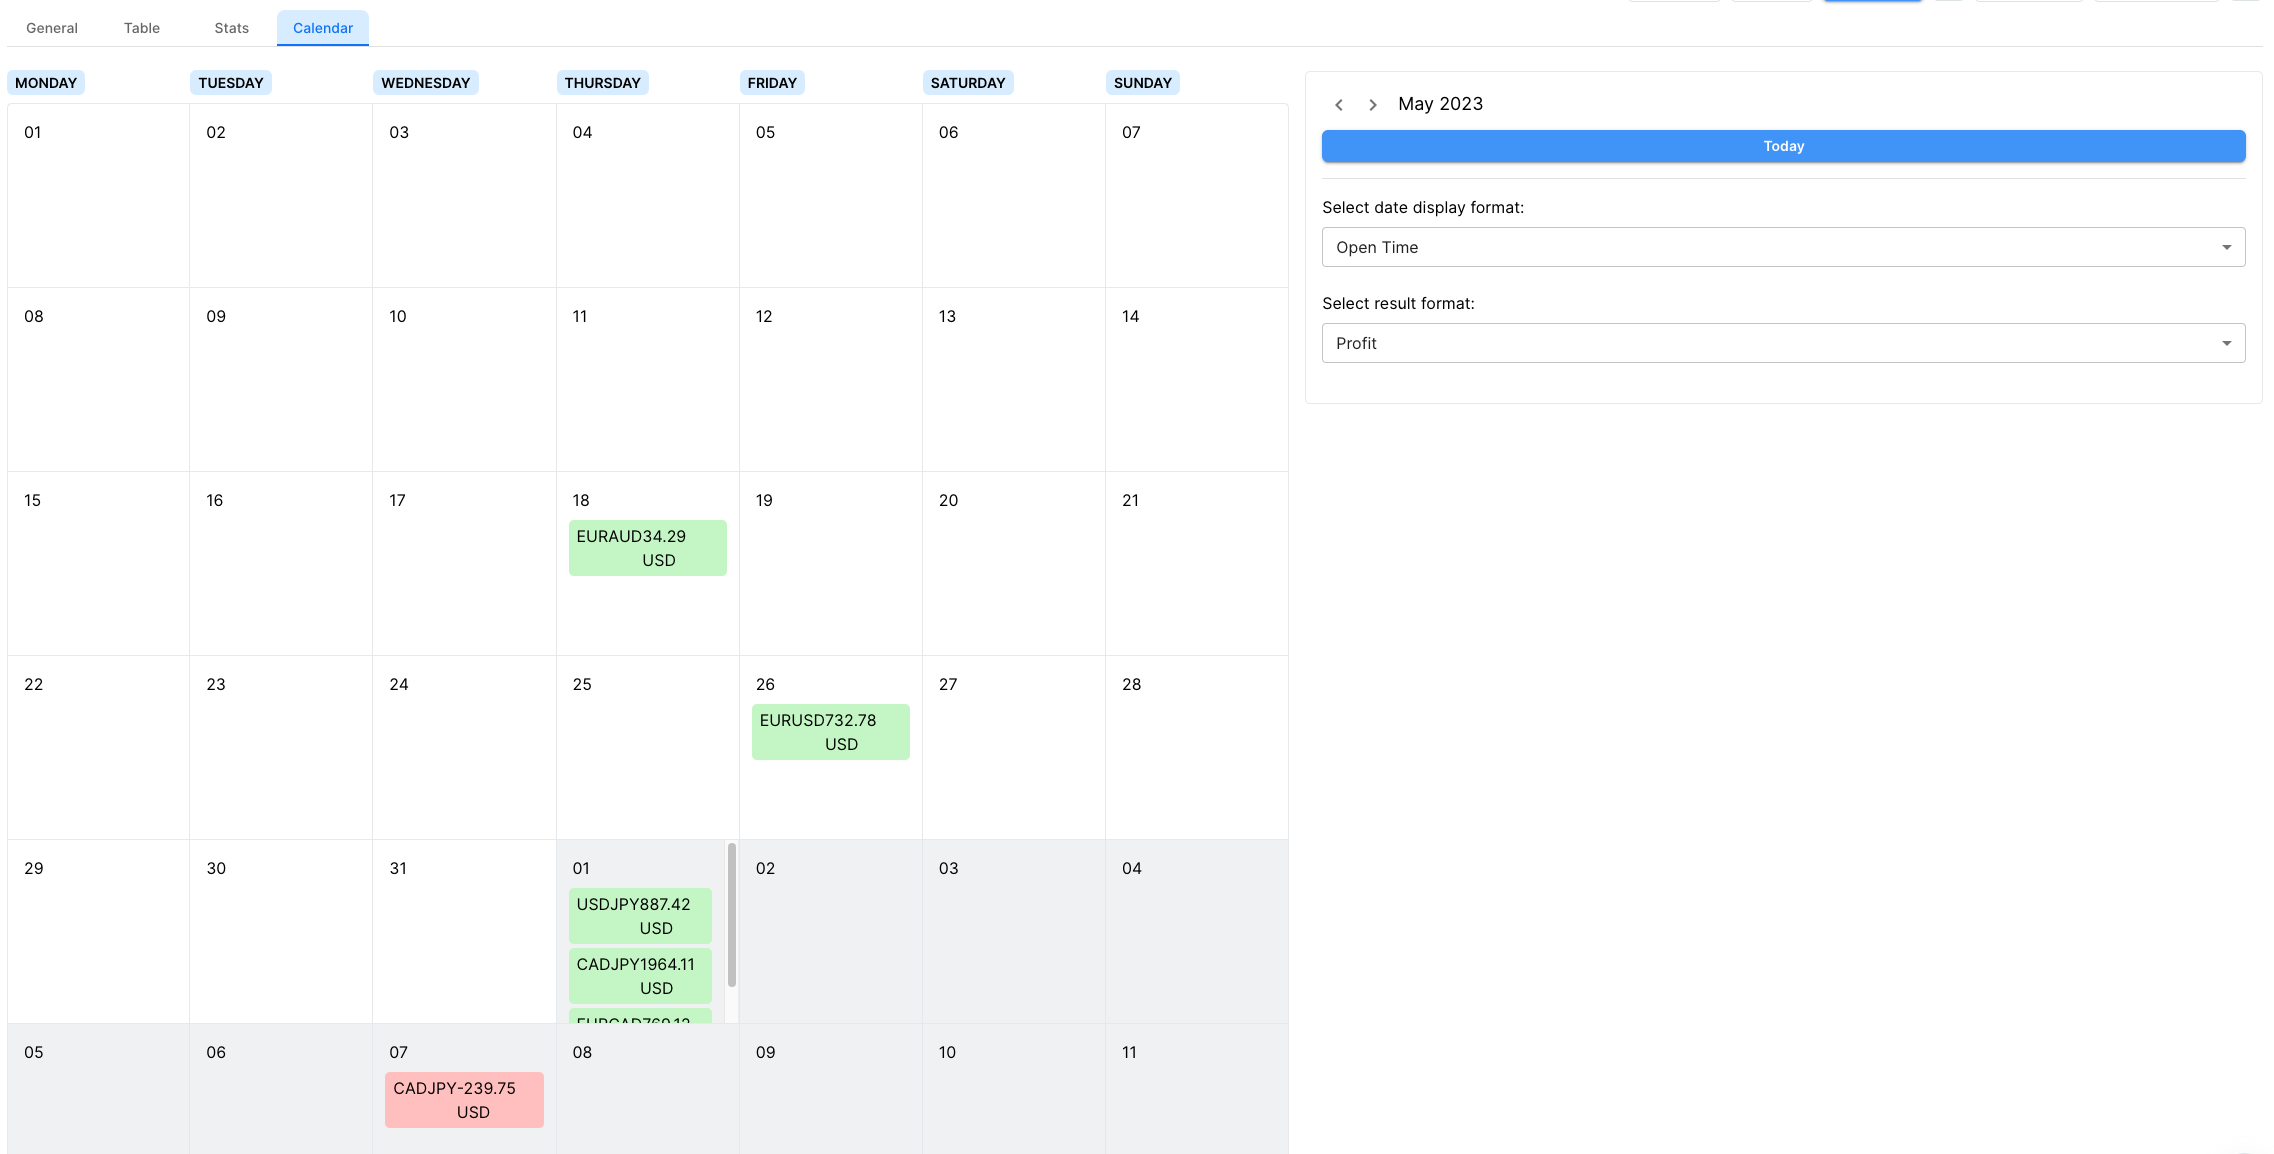 General Table Stats Calendar
MONDAY TUESDAY WEDNESDAY THURSDAY FRIDAY SATURDAY SUNDAY
01 02 03 04 05 06 07
08 09 10 11 12 13 14
15 16 17 18 19 20 21
EURAUD34.29
USD
22 23 24 25 26 27 28
EURUSD732.78
USD
29 30 31 01 02 03 04
USDJPY887.42
USD
CADJPY1964.11
USD
EURCAD769.12
05 06 07 08 09 10 11
CADJPY-239.75
USD
May 2023
Today
Select date display format:
Open Time
Select result format:
Profit